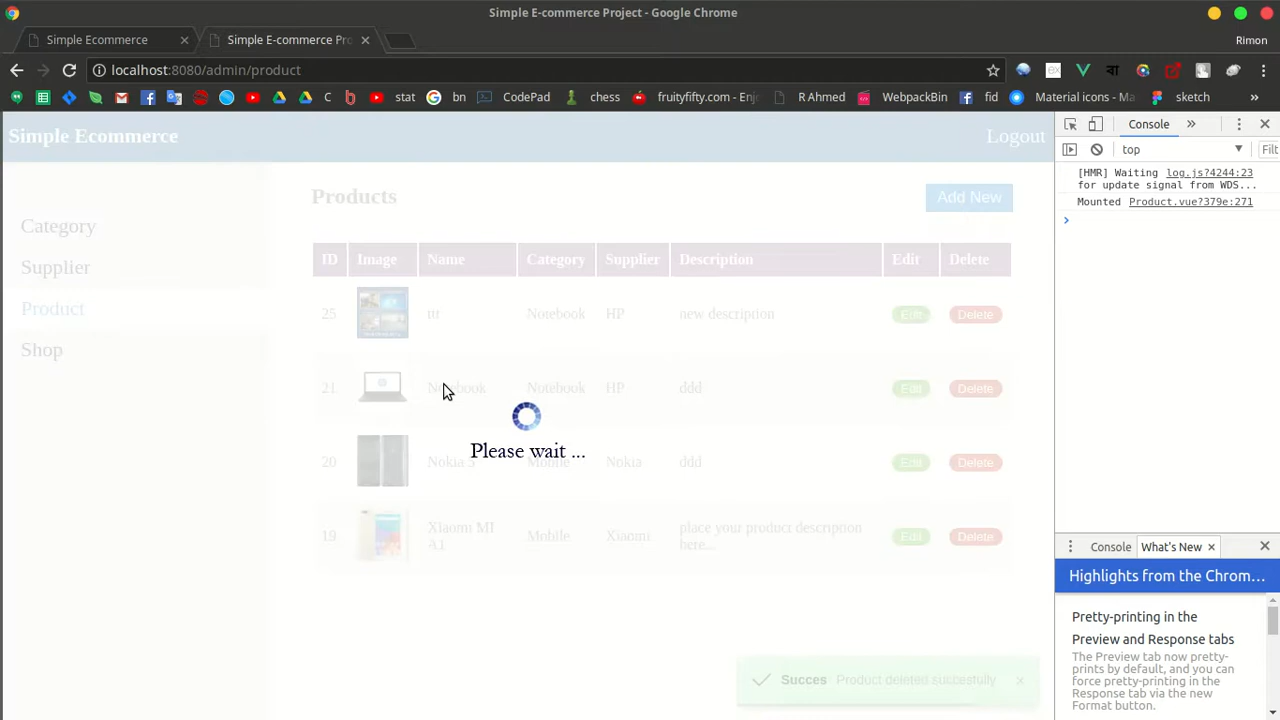 Simple E-commerce Project - Google Chrome
Simple Ecommerce
Simple E-commerce Pro
Rimon
localhost:8080/admin/product
C
stat
bn
CodePad
chess
fruityfifty.com - Enj
R Ahmed
WebpackBin
fid
Material icons - Ma
sketch
»
Simple Ecommerce
Logout
Console
»
top
Filt
[HMR] Waiting log.js?4244:23
for update signal from WDS...
Mounted Product.vue?379e:271
Category
Supplier
Product
Shop
Products
Add New
ID Image Name Category Supplier Description Edit Delete
25 Notebook HP new description Edit Delete
21 Notebook Notebook HP ddd Edit Delete
20 Nokia 5 Mobile Nokia ddd Edit Delete
19 Xiaomi MI Mobile Xiaomi place your product description Edit Delete
A1 here...
Please wait ...
Succes Product deleted succesfully ×
Console What's New ×
Highlights from the Chrom...
Pretty-printing in the
Preview and Response tabs
The Preview tab now pretty-
prints by default, and you can
force pretty-printing in the
Response tab via the new
Format button.